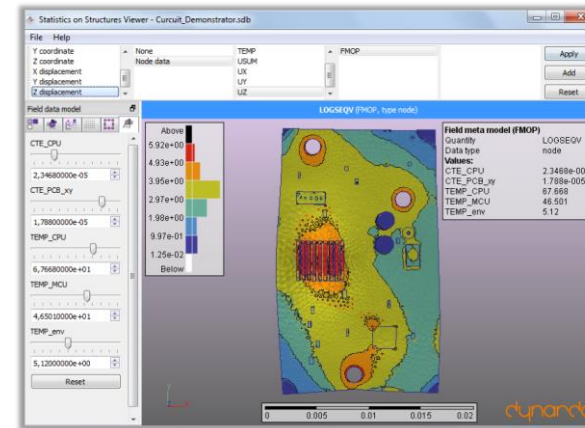 Statistics on Structures Viewer - Curcuit_Demonstrator.sdb
File Help
Y coordinate
Z coordinate
X displacement
Y displacement
Z displacement
None
Node data
TEMP
USUM
UX
UY
UZ
FMOP
Apply
Add
Reset
Field data model
CTE_CPU
2,34680000e-05
CTE_PCB_xy
1,78800000e-05
TEMP_CPU
6,76680000e+01
TEMP_MCU
4,65010000e+01
TEMP_env
5,12000000e+00
Reset
LOGSEQV (FMOP, type node)
Above
5.92e+00
4.93e+00
3.95e+00
2.97e+00
1.98e+00
9.97e-01
1.25e-02
Below
Field meta model (FMOP)
Quantity LOGSEQV
Data type node
Values:
CTE_CPU 2.3468e-00
CTE_PCB_xy 1.788e-005
TEMP_CPU 67.668
TEMP_MCU 46.501
TEMP_env 5.12
Y
X
0 0.005 0.01 0.015 0.02
dynardo